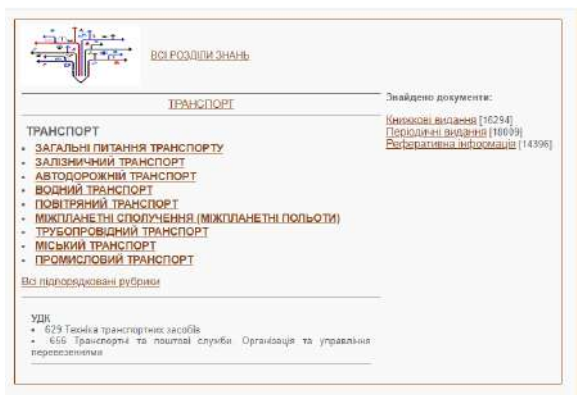 ВСІ РОЗДІЛИ ЗНАНЬ
ТРАНСПОРТ
Знайдено документи:
Книжкові видання [16294]
Періодичні видання [18009]
Реферативна інформація [14396]
ТРАНСПОРТ
• ЗАГАЛЬНІ ПИТАННЯ ТРАНСПОРТУ
• ЗАЛІЗНИЧНИЙ ТРАНСПОРТ
• АВТОДОРОЖНІЙ ТРАНСПОРТ
• ВОДНИЙ ТРАНСПОРТ
• ПОВІТРЯНИЙ ТРАНСПОРТ
• МІЖПЛАНЕТНІ СПОЛУЧЕННЯ (МІЖПЛАНЕТНІ ПОЛЬОТИ)
• ТРУБОПРОВІДНИЙ ТРАНСПОРТ
• МІСЬКИЙ ТРАНСПОРТ
• ПРОМИСЛОВИЙ ТРАНСПОРТ
Всі підпорядковані рубрики
УДК
• 629 Техніка транспортних засобів
• 656 Транспортні та поштові служби. Організація та управління
перевезеннями